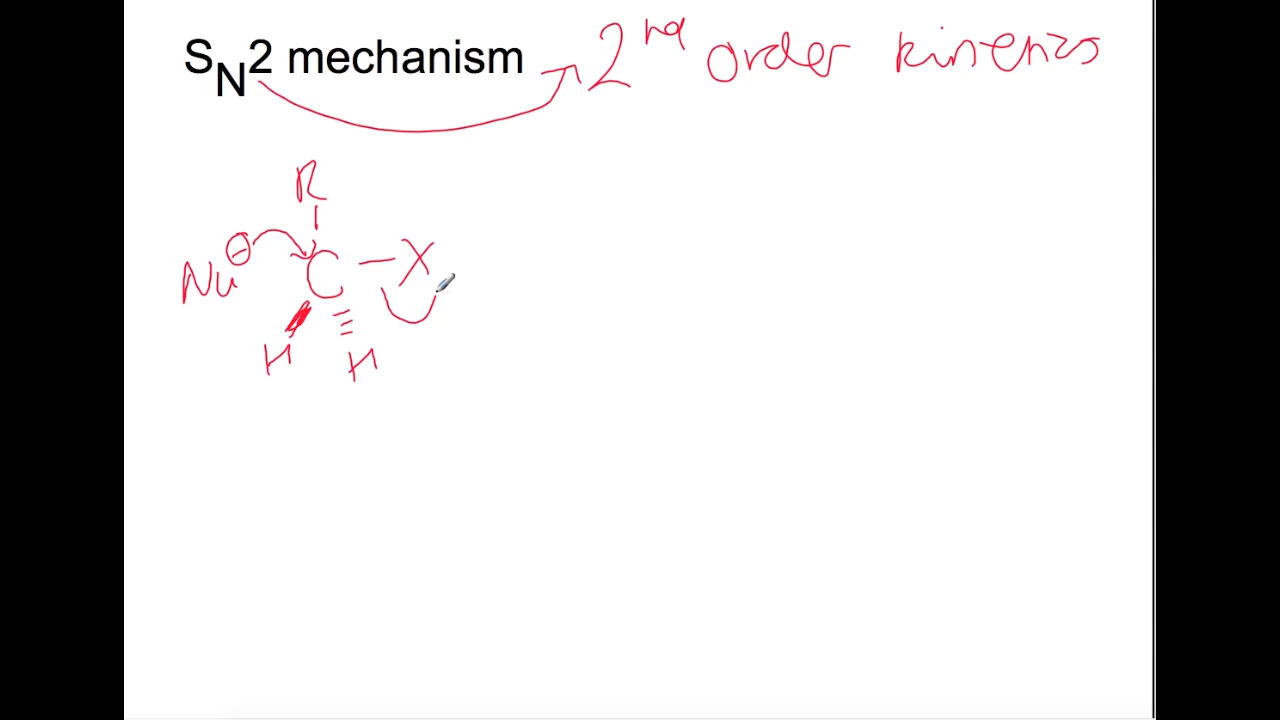 SN2 mechanism 2nd order kinetics
R
Nu⊖ C — X
H H